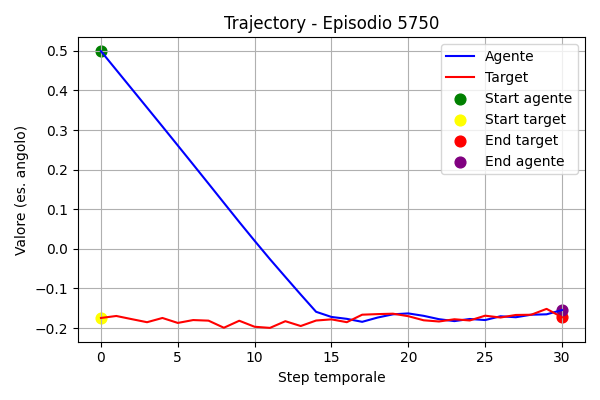 Trajectory - Episodio 5750
Valore (es. angolo)
0.5
0.4
0.3
0.2
0.1
0.0
−0.1
−0.2
0 5 10 15 20 25 30
Step temporale
Agente
Target
Start agente
Start target
End target
End agente